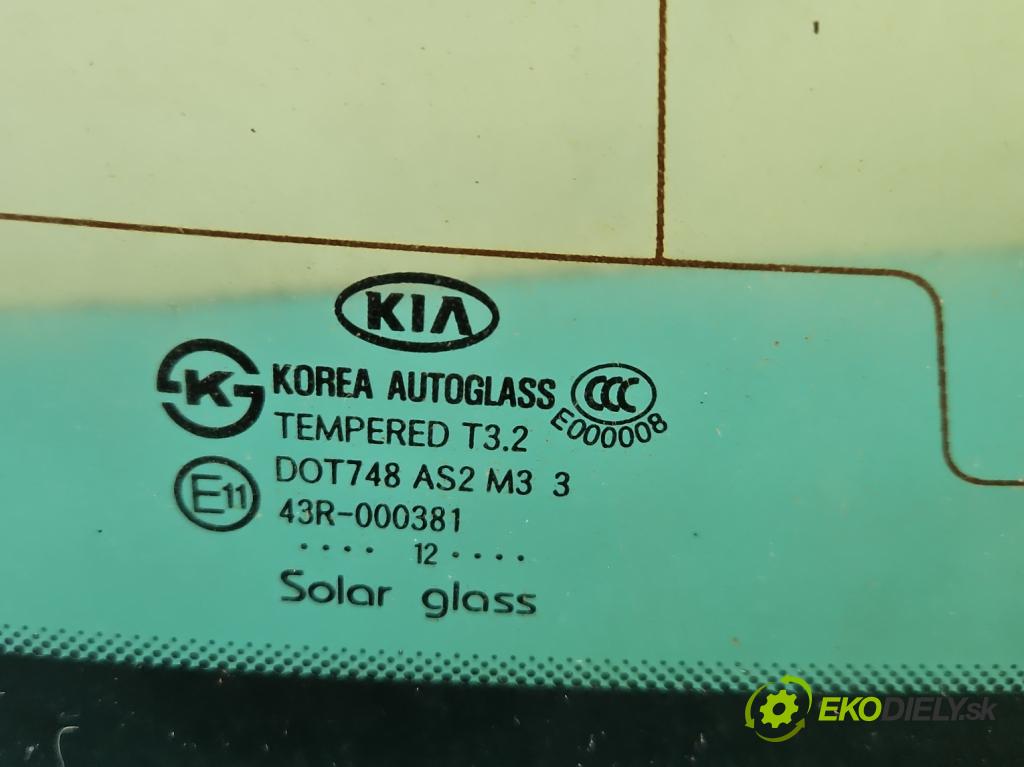 KIA
K KOREA AUTOGLASS CCC
E000008
TEMPERED T3.2
DOT748 AS2 M3 3
E11
43R-000381
.... 12 ....
Solar glass
EKODIELY.sk